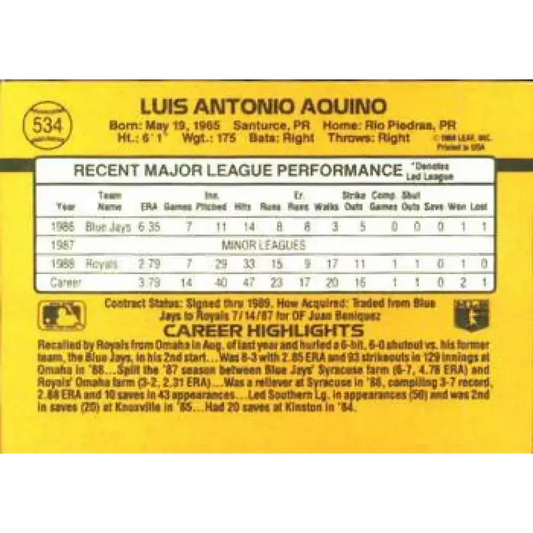 534
LUIS ANTONIO AQUINO
Born: May 19, 1965 Santurce, PR Home: Rio Piedras, PR
Ht.: 6'1" Wgt.: 175 Bats: Right Throws: Right
© 1988 LEAF, INC.
Printed in USA
RECENT MAJOR LEAGUE PERFORMANCE *Denotes Led League
Year Team Name ERA Games Inn. Pitched Hits Runs Er. Runs Walks Strike Outs Comp. Games Shut Outs Save Won Lost
1986 Blue Jays 6.35 7 11 14 8 8 3 5 0 0 0 1 1
1987 MINOR LEAGUES
1988 Royals 2.79 7 29 33 15 9 17 11 1 1 0 1 0
Career 3.79 14 40 47 23 17 20 16 1 1 0 2 1
Contract Status: Signed thru 1989. How Acquired: Traded from Blue
Jays to Royals 7/14/87 for OF Juan Beniquez
CAREER HIGHLIGHTS
Recalled by Royals from Omaha in Aug. of last year and hurled a 6-hit, 6-0 shutout vs. his former
team, the Blue Jays, in his 2nd start...Was 8-3 with 2.85 ERA and 93 strikeouts in 129 innings at
Omaha in '88...Split the '87 season between Blue Jays' Syracuse farm (6-7, 4.78 ERA) and
Royals' Omaha farm (3-2, 2.31 ERA)...Was a reliever at Syracuse in '86, compiling 3-7 record,
2.88 ERA and 10 saves in 43 appearances...Led Southern Lg. in appearances (50) and was 2nd
in saves (20) at Knoxville in '85...Had 20 saves at Kinston in '84.